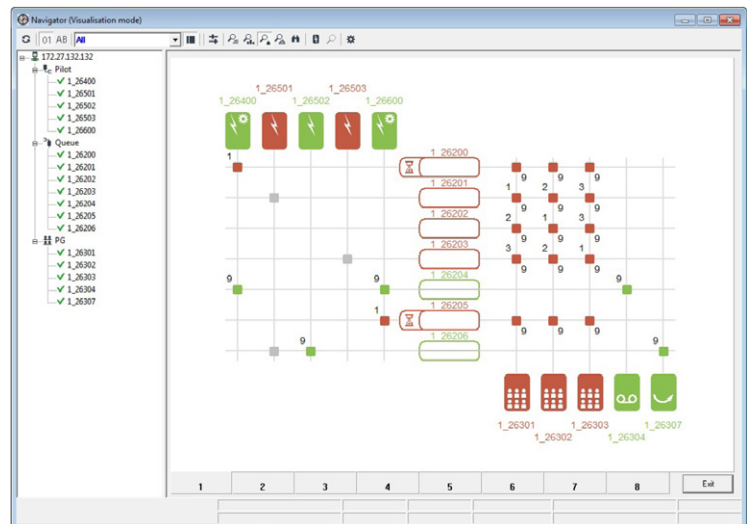 Navigator (Visualisation mode)
01 AB All
172.27.132.132
Pilot
1_26400
1_26501
1_26502
1_26503
1_26600
Queue
1_26200
1_26201
1_26202
1_26203
1_26204
1_26205
1_26206
PG
1_26301
1_26302
1_26303
1_26304
1_26307
1_26501 1_26503
1_26400 1_26502 1_26600
1 1_26200
9 9 9
1_26201
1 2 3
9 9 9
1_26202
2 1 3
9 9 9
1_26203
3 2 1
9 9 9
1_26204
9 9 9
1_26205
1
9 9 9
1_26206
9 9
1_26301 1_26303 1_26307
1_26302 1_26304
1 2 3 4 5 6 7 8 Exit